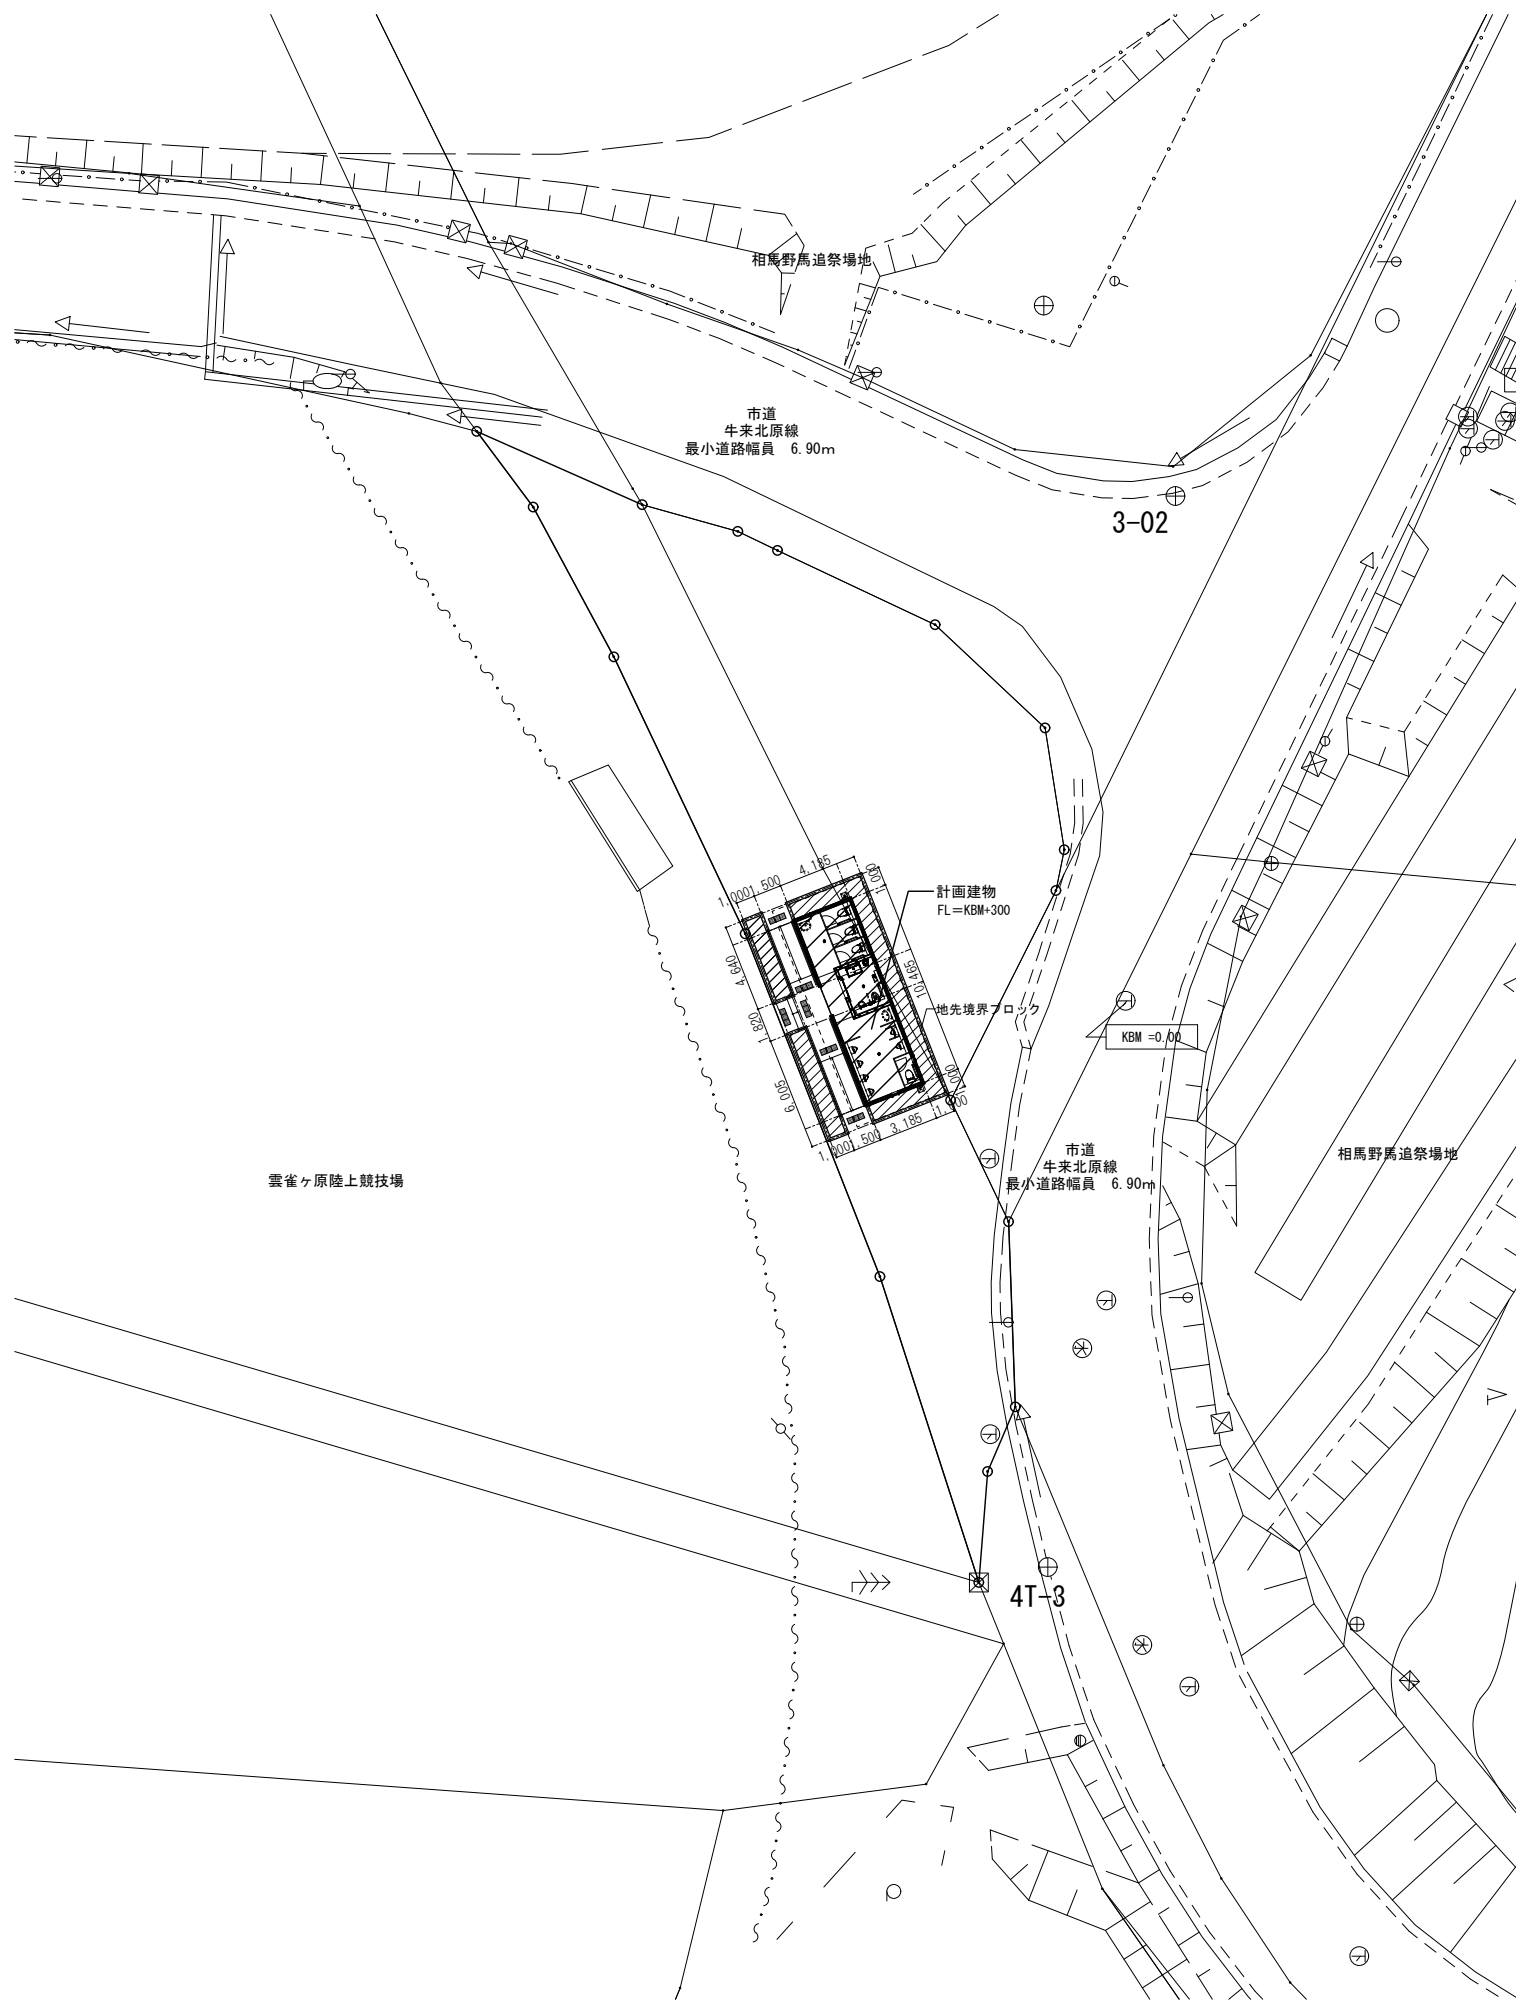 相馬野馬追祭場地
市道
牛来北原線
最小道路幅員　6.90m
3-02
4.185
1.500
1.000
計画建物
FL=KBM+300
4.640
10.465
820
地先境界ブロック
KBM =0.00
6.005
3.185
1.500
市道
牛来北原線
最小道路幅員　6.90m
相馬野馬追祭場地
雲雀ヶ原陸上競技場
4T-3